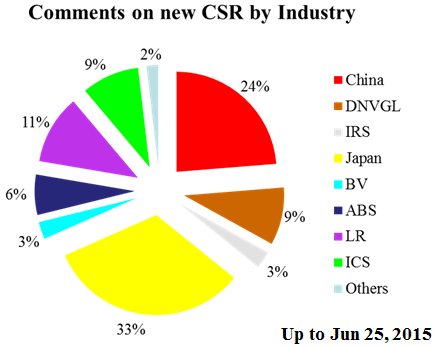 Comments on new CSR by Industry
2%
9%
24%
11%
6%
3%
9%
3%
33%
China
DNVGL
IRS
Japan
BV
ABS
LR
ICS
Others
Up to Jun 25, 2015